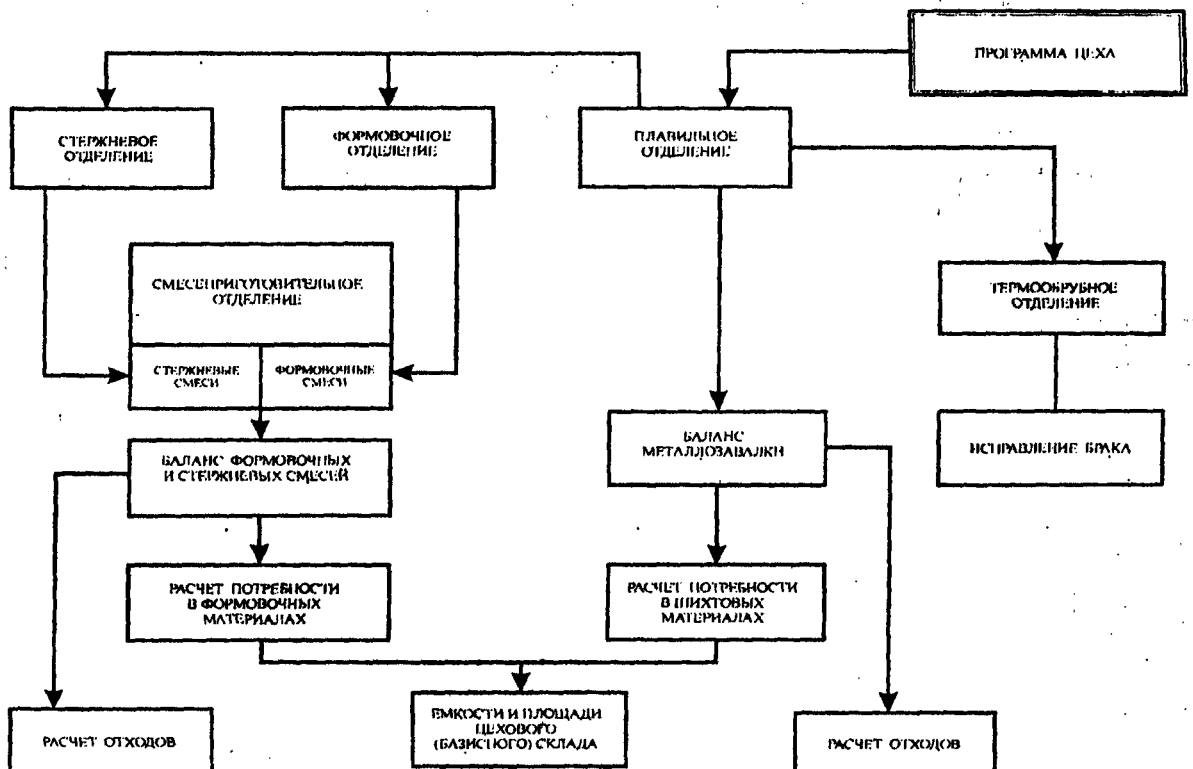 ПРОГРАММА ЦЕХА
СТЕРЖНЕВОЕ
ОТДЕЛЕНИЕ
ФОРМОВОЧНОЕ
ОТДЕЛЕНИЕ
ПЛАВИЛЬНОЕ
ОТДЕЛЕНИЕ
СМЕСЕПРИГОТОВИТЕЛЬНОЕ
ОТДЕЛЕНИЕ
ТЕРМООБРУБНОЕ
ОТДЕЛЕНИЕ
СТЕРЖНЕВЫЕ
СМЕСИ
ФОРМОВОЧНЫЕ
СМЕСИ
БАЛАНС ФОРМОВОЧНЫХ
И СТЕРЖНЕВЫХ СМЕСЕЙ
БАЛАНС
МЕТАЛЛОЗАВАЛКИ
ИСПРАВЛЕНИЕ БРАКА
РАСЧЕТ ПОТРЕБНОСТИ
В ФОРМОВОЧНЫХ
МАТЕРИАЛАХ
РАСЧЕТ ПОТРЕБНОСТИ
В ШИХТОВЫХ
МАТЕРИАЛАХ
РАСЧЕТ ОТХОДОВ
ЕМКОСТИ И ПЛОЩАДИ
ЦЕХОВОГО
(БАЗИСНОГО) СКЛАДА
РАСЧЕТ ОТХОДОВ